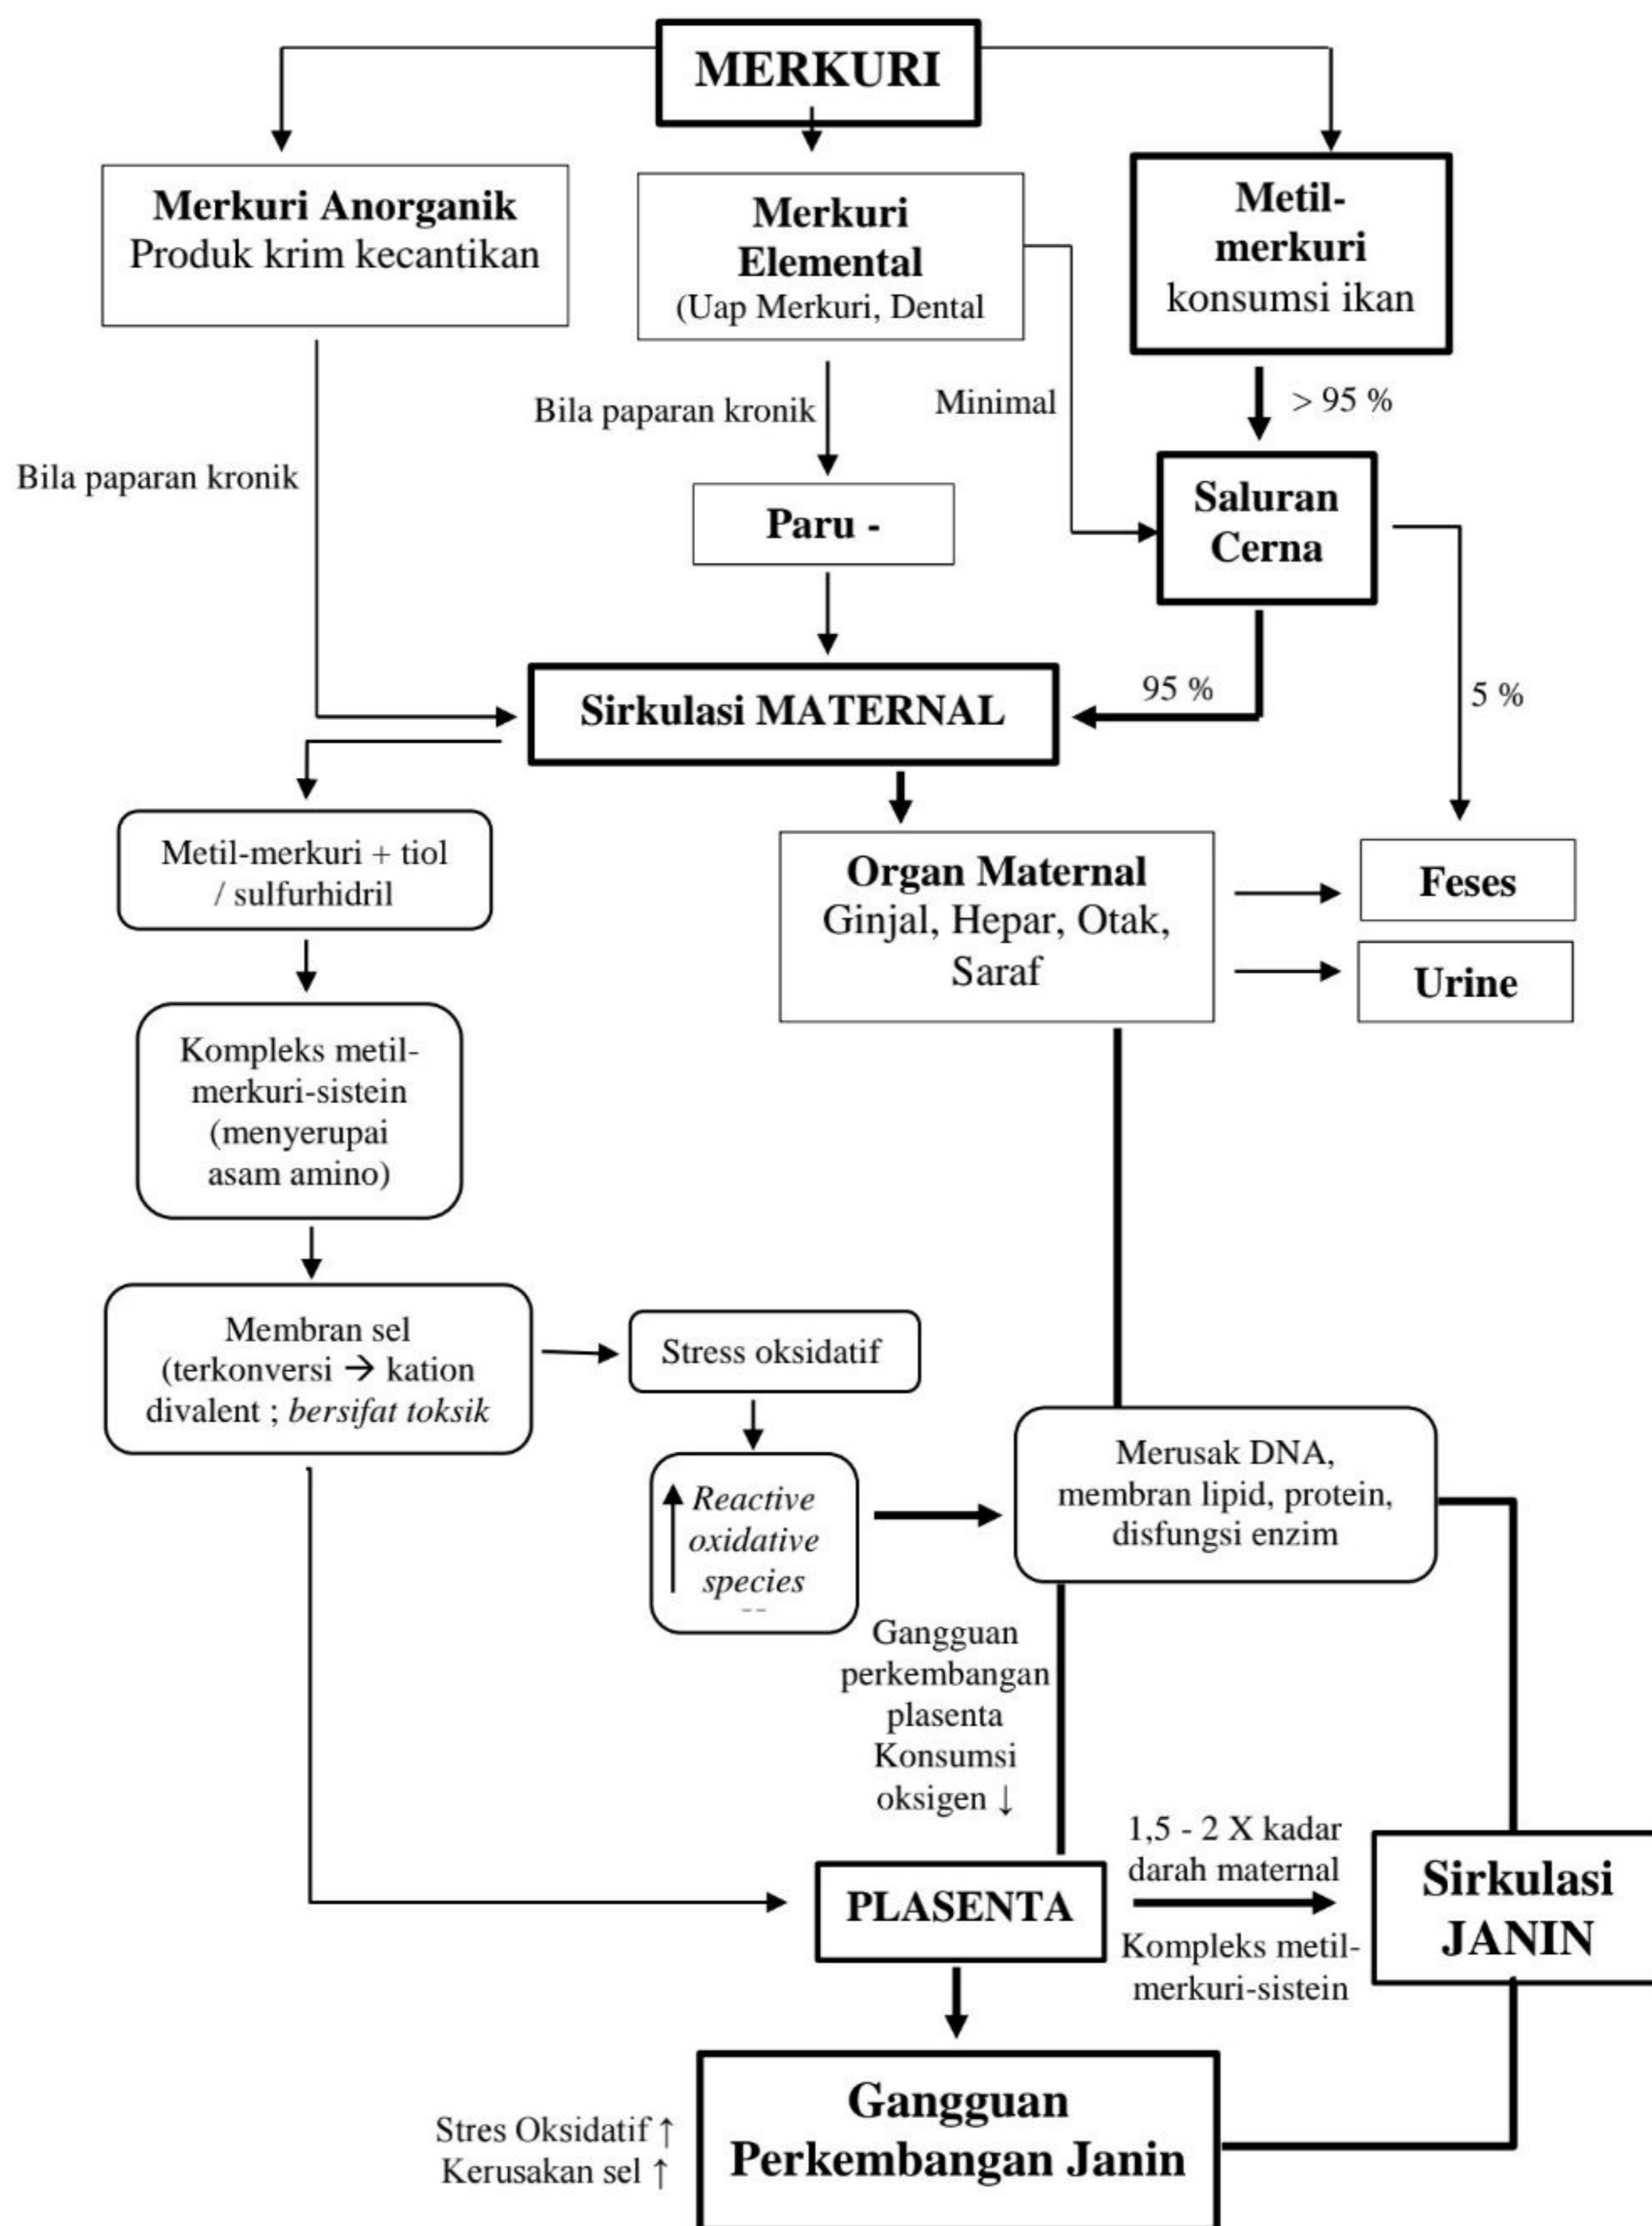 MERKURI
Merkuri Anorganik
Produk krim kecantikan
Merkuri
Elemental
(Uap Merkuri, Dental
Metil-
merkuri
konsumsi ikan
Bila paparan kronik
Minimal
> 95 %
Bila paparan kronik
Paru -
Saluran
Cerna
Sirkulasi MATERNAL
95 %
5 %
Metil-merkuri + tiol
/ sulfurhidril
Organ Maternal
Ginjal, Hepar, Otak,
Saraf
Feses
Urine
Kompleks metil-
merkuri-sistein
(menyerupai
asam amino)
Membran sel
(terkonversi → kation
divalent ; bersifat toksik
Stress oksidatif
Reactive
oxidative
species
Merusak DNA,
membran lipid, protein,
disfungsi enzim
Gangguan
perkembangan
plasenta
Konsumsi
oksigen ↓
1,5 - 2 X kadar
darah maternal
PLASENTA
Kompleks metil-
merkuri-sistein
Sirkulasi
JANIN
Stres Oksidatif ↑
Kerusakan sel ↑
Gangguan
Perkembangan Janin